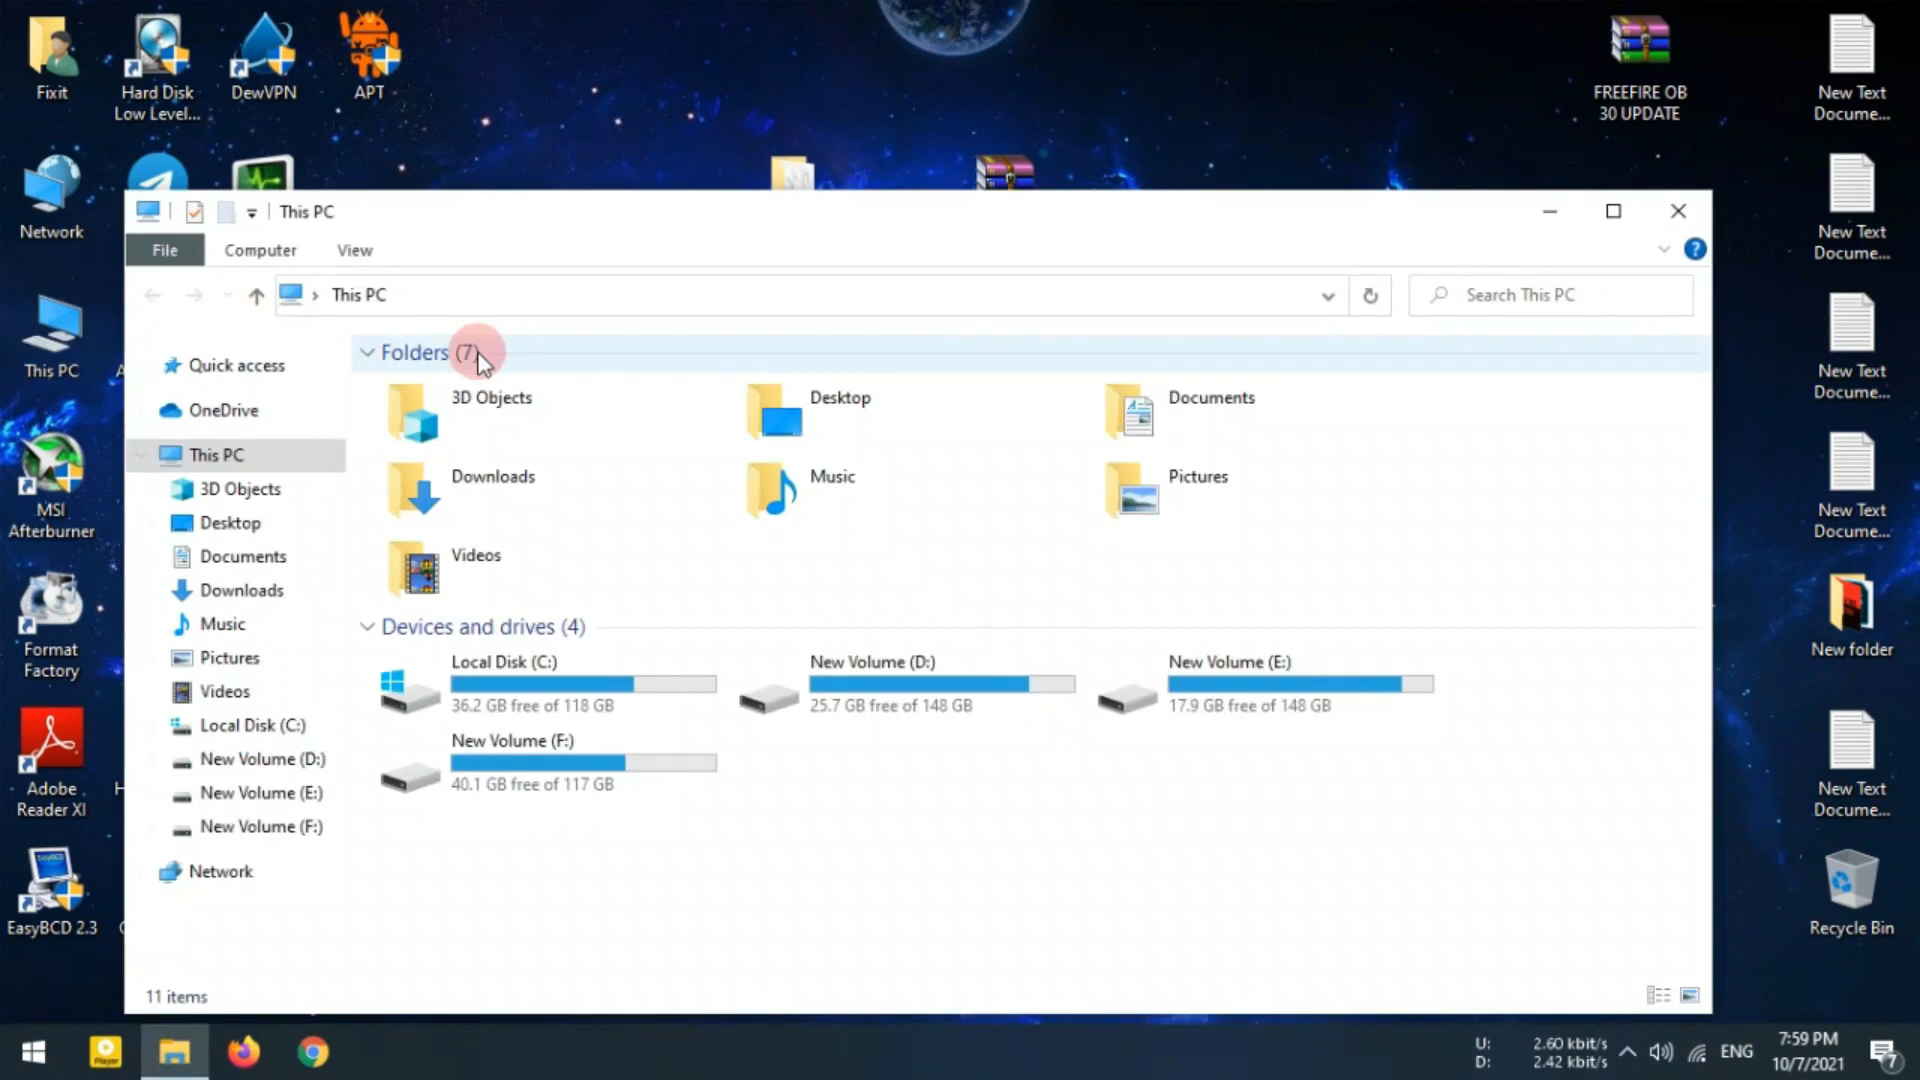 Fixit
Hard Disk
Low Level...
DewVPN
APT
FREEFIRE OB
30 UPDATE
New Text
Docume...
Network
New Text
Docume...
This PC
New Text
Docume...
MSI
Afterburner
New Text
Docume...
Format
Factory
New folder
Adobe
Reader XI
New Text
Docume...
EasyBCD 2.3
Recycle Bin
This PC
File
Computer
View
This PC
Search This PC
Quick access
OneDrive
This PC
3D Objects
Desktop
Documents
Downloads
Music
Pictures
Videos
Local Disk (C:)
New Volume (D:)
New Volume (E:)
New Volume (F:)
Network
Folders (7)
3D Objects
Desktop
Documents
Downloads
Music
Pictures
Videos
Devices and drives (4)
Local Disk (C:)
36.2 GB free of 118 GB
New Volume (D:)
25.7 GB free of 148 GB
New Volume (E:)
17.9 GB free of 148 GB
New Volume (F:)
40.1 GB free of 117 GB
11 items
Player
U: 2.60 kbit/s
D: 2.42 kbit/s
ENG
7:59 PM
10/7/2021
7